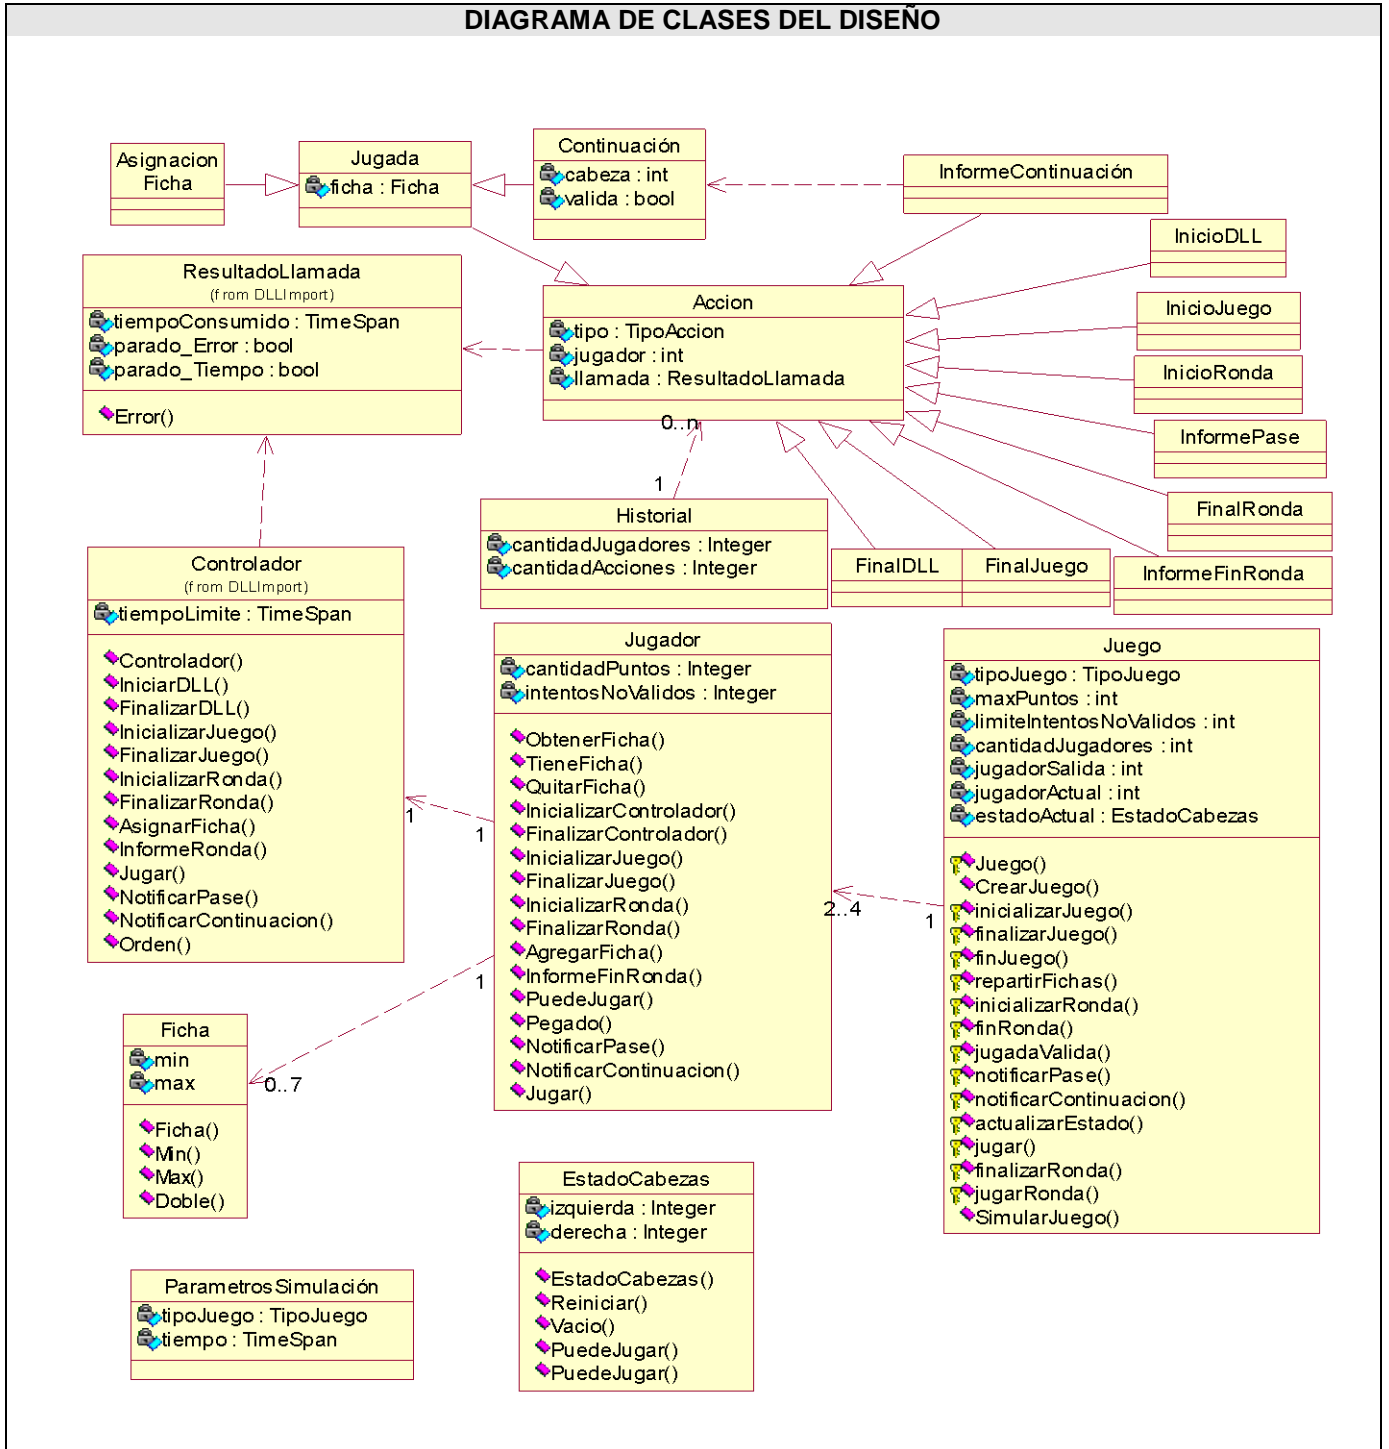 DIAGRAMA DE CLASES DEL DISEÑO
Asignacion
Ficha
Jugada
ficha : Ficha
Continuación
cabeza : int
valida : bool
InformeContinuación
InicioDLL
InicioJuego
InicioRonda
InformePase
FinalRonda
InformeFinRonda
FinalDLL
FinalJuego
ResultadoLlamada
(from DLLImport)
tiempoConsumido : TimeSpan
parado_Error : bool
parado_Tiempo : bool
Error()
Accion
tipo : TipoAccion
jugador : int
llamada : ResultadoLlamada
0..n
1
Historial
cantidadJugadores : Integer
cantidadAcciones : Integer
Controlador
(from DLLImport)
tiempoLimite : TimeSpan
Controlador()
IniciarDLL()
FinalizarDLL()
InicializarJuego()
FinalizarJuego()
InicializarRonda()
FinalizarRonda()
AsignarFicha()
InformeRonda()
Jugar()
NotificarPase()
NotificarContinuacion()
Orden()
1
1
Jugador
cantidadPuntos : Integer
intentosNoValidos : Integer
ObtenerFicha()
TieneFicha()
QuitarFicha()
InicializarControlador()
FinalizarControlador()
InicializarJuego()
FinalizarJuego()
InicializarRonda()
FinalizarRonda()
AgregarFicha()
InformeFinRonda()
PuedeJugar()
Pegado()
NotificarPase()
NotificarContinuacion()
Jugar()
2..4
1
Juego
tipoJuego : TipoJuego
maxPuntos : int
limiteIntentosNoValidos : int
cantidadJugadores : int
jugadorSalida : int
jugadorActual : int
estadoActual : EstadoCabezas
Juego()
CrearJuego()
inicializarJuego()
finalizarJuego()
finJuego()
repartirFichas()
inicializarRonda()
finRonda()
jugadaValida()
notificarPase()
notificarContinuacion()
actualizarEstado()
jugar()
finalizarRonda()
jugarRonda()
SimularJuego()
1
0..7
Ficha
min
max
Ficha()
Min()
Max()
Doble()
EstadoCabezas
izquierda : Integer
derecha : Integer
EstadoCabezas()
Reiniciar()
Vacio()
PuedeJugar()
PuedeJugar()
ParametrosSimulación
tipoJuego : TipoJuego
tiempo : TimeSpan